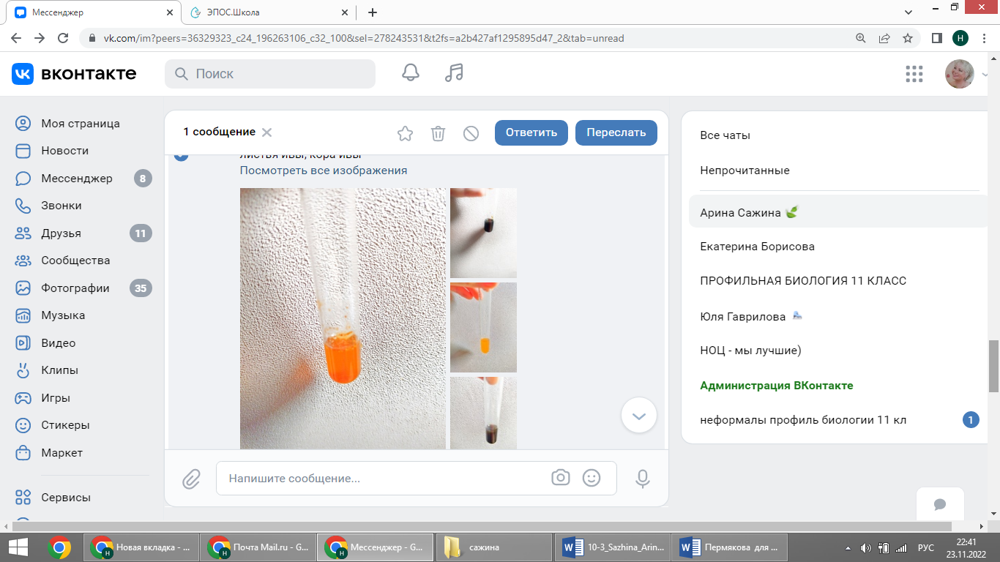 Мессенджер
ЭПОС.Школа
vk.com/im?peers=36329323_c24_196263106_c32_100&sel=278243531&t2fs=a2b427af1295895d47_2&tab=unread
Н
вконтакте
Поиск
Моя страница
Новости
Мессенджер 8
Звонки
Друзья 11
Сообщества
Фотографии 35
Музыка
Видео
Клипы
Игры
Стикеры
Маркет
Сервисы
1 сообщение
Ответить
Переслать
листья ивы, кора ивы
Посмотреть все изображения
Напишите сообщение...
Все чаты
Непрочитанные
Арина Сажина
Екатерина Борисова
ПРОФИЛЬНАЯ БИОЛОГИЯ 11 КЛАСС
Юля Гаврилова
НОЦ - мы лучшие)
Администрация ВКонтакте
неформалы профиль биологии 11 кл 1
Новая вкладка - ...
Почта Mail.ru - G...
Мессенджер - G...
сажина
10-3_Sazhina_Arin...
Пермякова для ...
РУС
22:41
23.11.2022